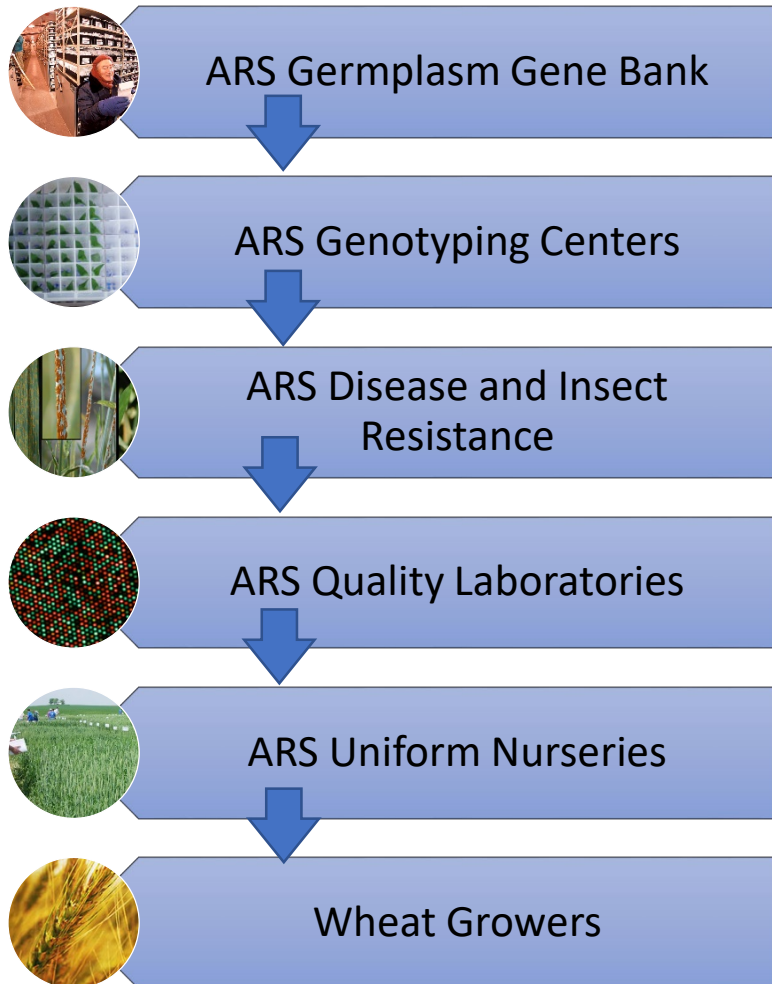 ARS Germplasm Gene Bank
ARS Genotyping Centers
ARS Disease and Insect
Resistance
ARS Quality Laboratories
ARS Uniform Nurseries
Wheat Growers